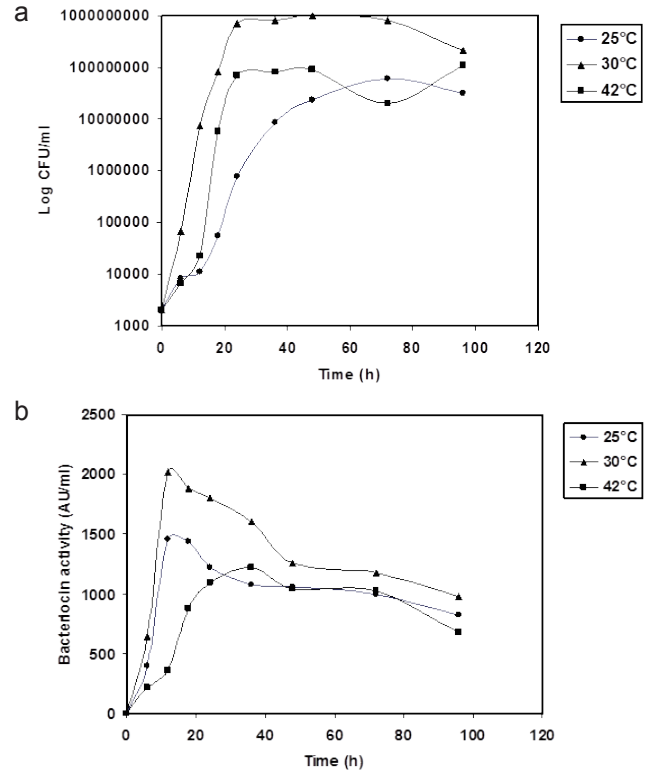 a
1000000000
100000000
10000000
1000000
100000
10000
1000
Log CFU/ml
0 20 40 60 80 100 120
Time (h)
25°C
30°C
42°C
b
2500
2000
1500
1000
500
0
Bacteriocin activity (AU/ml)
0 20 40 60 80 100 120
Time (h)
25°C
30°C
42°C